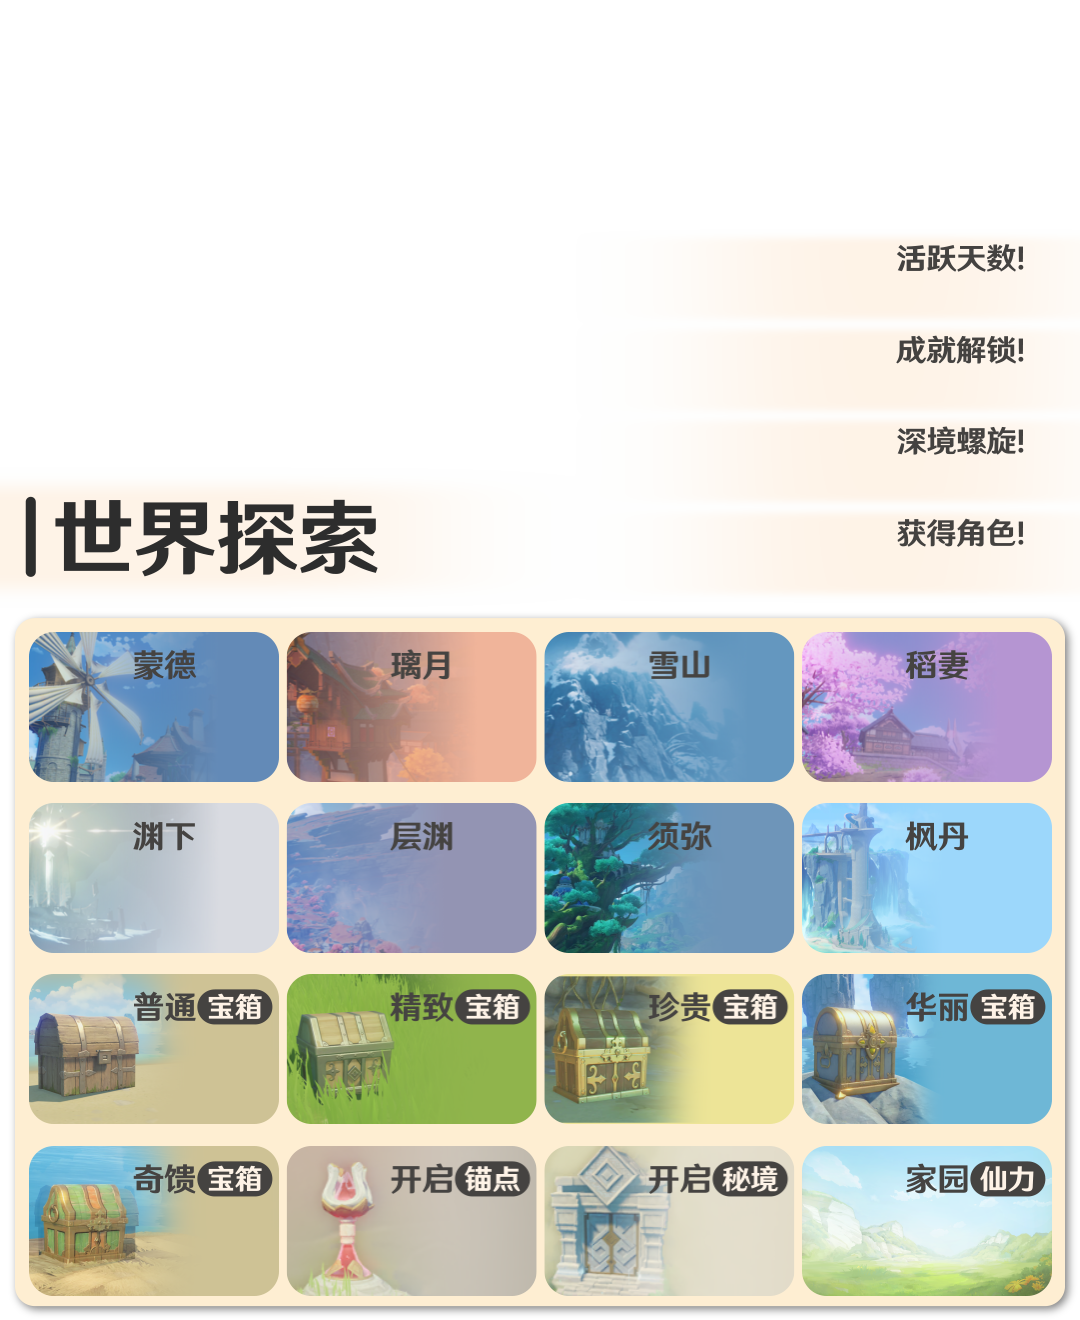 活跃天数!
成就解锁!
深境螺旋!
世界探索
获得角色!
蒙德
璃月
雪山
稻妻
渊下
层渊
须弥
枫丹
普通宝箱
精致宝箱
珍贵宝箱
华丽宝箱
奇馈宝箱
开启锚点
开启秘境
家园仙力